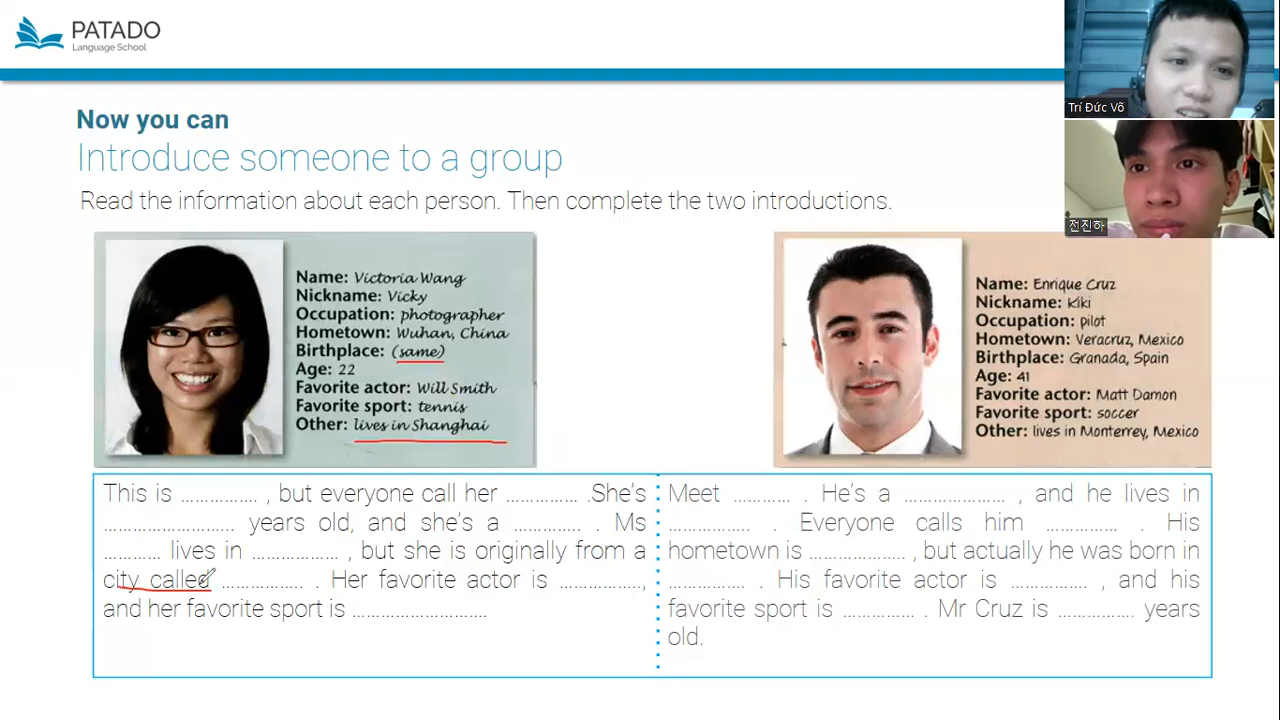 PATADO
Language School
Trí Đức Võ
전진하
Now you can
Introduce someone to a group
Read the information about each person. Then complete the two introductions.
Name: Victoria Wang
Nickname: Vicky
Occupation: photographer
Hometown: Wuhan, China
Birthplace: (same)
Age: 22
Favorite actor: Will Smith
Favorite sport: tennis
Other: lives in Shanghai
Name: Enrique Cruz
Nickname: Kiki
Occupation: pilot
Hometown: Veracruz, Mexico
Birthplace: Granada, Spain
Age: 41
Favorite actor: Matt Damon
Favorite sport: soccer
Other: lives in Monterrey, Mexico
This is ................ , but everyone call her .............. .She's
.......................... years old, and she's a .............. . Ms
........... lives in .................. , but she is originally from a
city called ................. . Her favorite actor is ................,
and her favorite sport is ...........................
Meet ............ . He's a ..................... , and he lives in
................. . Everyone calls him ............... . His
hometown is .................... , but actually he was born in
................ . His favorite actor is ................ , and his
favorite sport is ............... . Mr Cruz is ................ years
old.